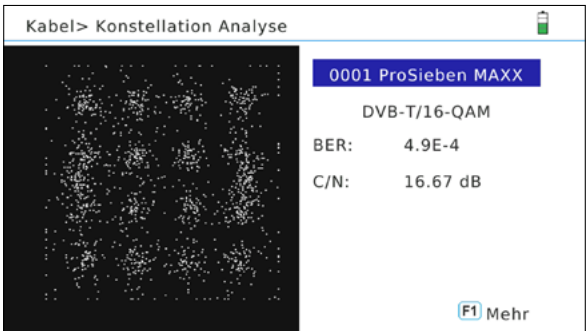 Kabel> Konstellation Analyse
0001 ProSieben MAXX
DVB-T/16-QAM
BER: 4.9E-4
C/N: 16.67 dB
F1 Mehr